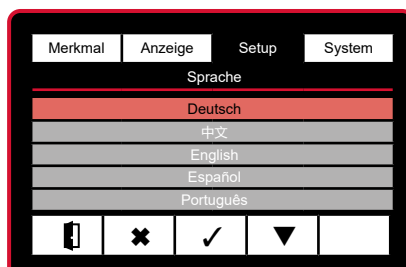 Merkmal Anzeige Setup System
Sprache
Deutsch
中文
English
Español
Português